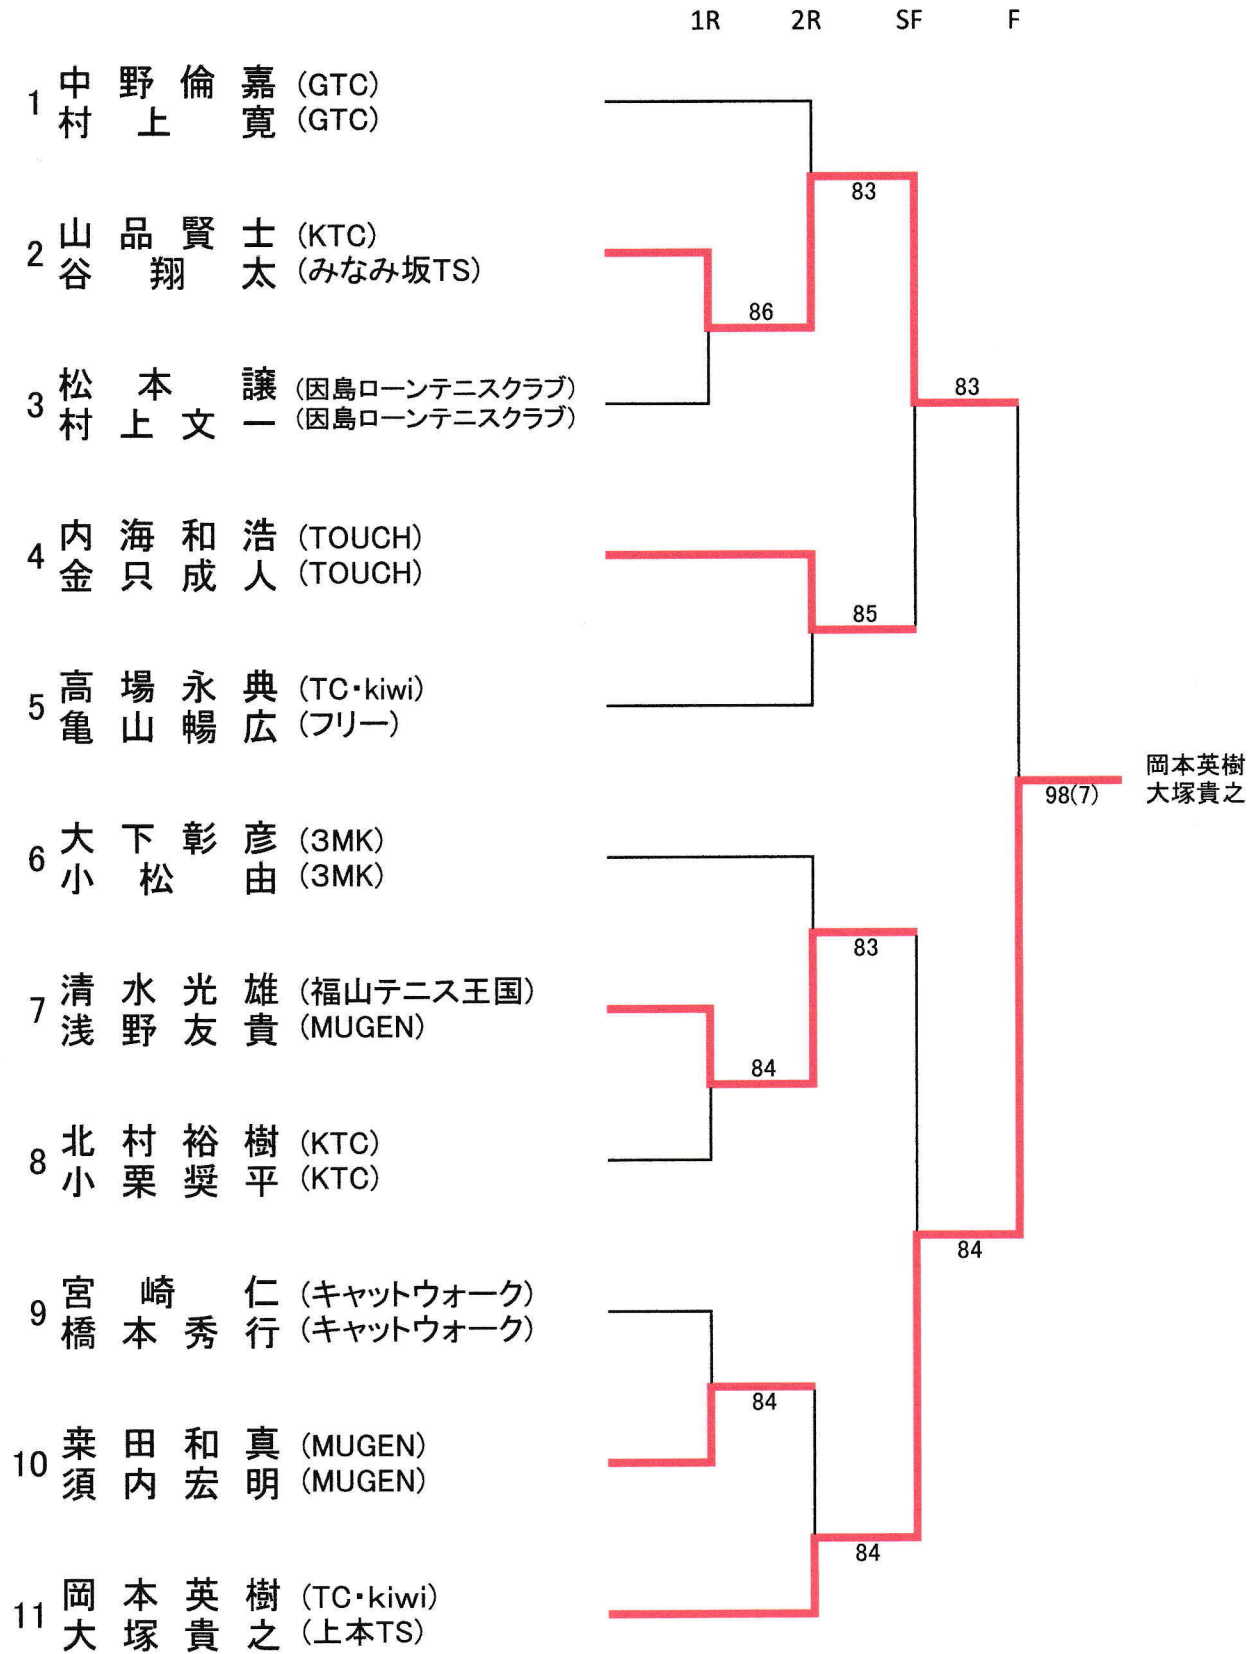 1R 2R SF F
1 中野倫嘉 (GTC)
村上寛 (GTC)
83
2 山品賢士 (KTC)
谷翔太 (みなみ坂TS)
86
3 松本譲 (因島ローンテニスクラブ)
村上文一 (因島ローンテニスクラブ)
83
4 内海和浩 (TOUCH)
金只成人 (TOUCH)
85
5 高場永典 (TC・kiwi)
亀山暢広 (フリー)
岡本英樹
大塚貴之
98(7)
6 大下彰彦 (3MK)
小松由 (3MK)
83
7 清水光雄 (福山テニス王国)
浅野友貴 (MUGEN)
84
8 北村裕樹 (KTC)
小栗奨平 (KTC)
84
9 宮崎仁 (キャットウォーク)
橋本秀行 (キャットウォーク)
84
10 桒田和真 (MUGEN)
須内宏明 (MUGEN)
84
11 岡本英樹 (TC・kiwi)
大塚貴之 (上本TS)